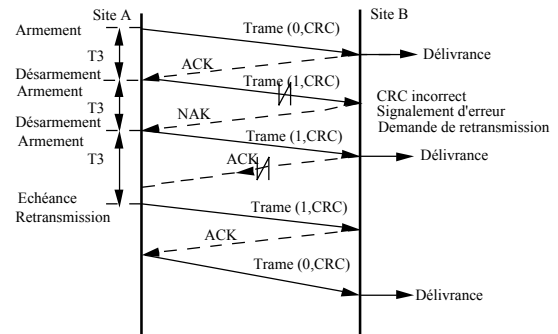 Site A
Site B
Armement
Trame (0,CRC)
T3
ACK
Délivrance
Désarmement
Trame (1,CRC)
Armement
CRC incorrect
T3
NAK
Signalement d'erreur
Désarmement
Demande de retransmission
Armement
Trame (1,CRC)
T3
ACK
Délivrance
Echéance
Retransmission
Trame (1,CRC)
ACK
Trame (0,CRC)
Délivrance